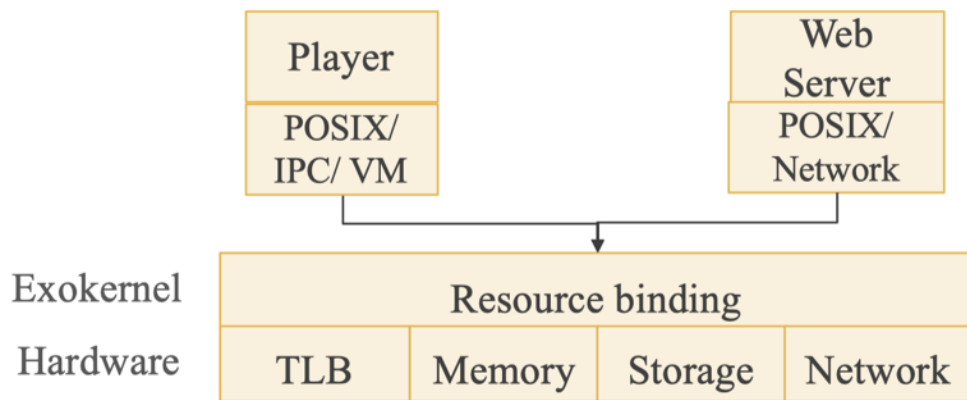 Player
Web
Server
POSIX/
IPC/ VM
POSIX/
Network
Exokernel
Resource binding
Hardware
TLB
Memory
Storage
Network